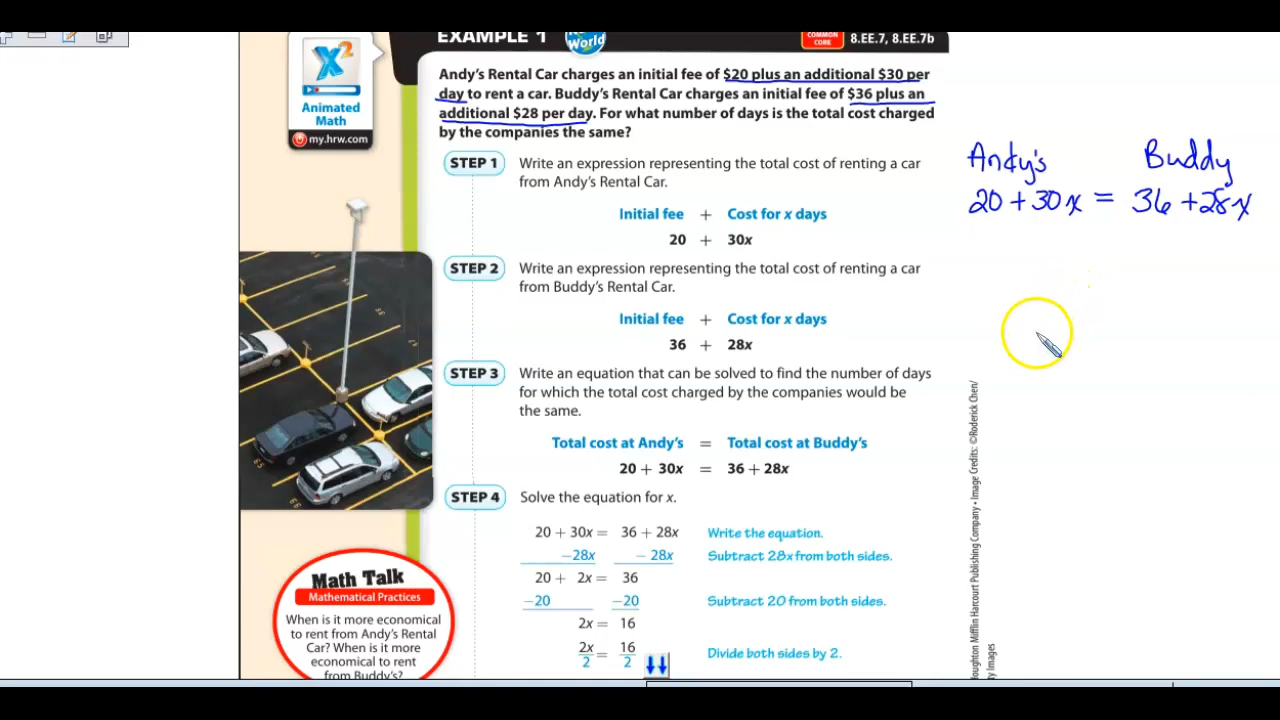 EXAMPLE 1
World
COMMON CORE 8.EE.7, 8.EE.7b
x²
Animated
Math
my.hrw.com
Andy's Rental Car charges an initial fee of $20 plus an additional $30 per
day to rent a car. Buddy's Rental Car charges an initial fee of $36 plus an
additional $28 per day. For what number of days is the total cost charged
by the companies the same?
Andy's Buddy
20 + 30x = 36 + 28x
STEP 1 Write an expression representing the total cost of renting a car
from Andy's Rental Car.
Initial fee + Cost for x days
20 + 30x
STEP 2 Write an expression representing the total cost of renting a car
from Buddy's Rental Car.
Initial fee + Cost for x days
36 + 28x
STEP 3 Write an equation that can be solved to find the number of days
for which the total cost charged by the companies would be
the same.
Total cost at Andy's = Total cost at Buddy's
20 + 30x = 36 + 28x
STEP 4 Solve the equation for x.
20 + 30x = 36 + 28x Write the equation.
−28x − 28x Subtract 28x from both sides.
20 + 2x = 36
−20 −20 Subtract 20 from both sides.
2x = 16
2x/2 = 16/2 Divide both sides by 2.
Math Talk
Mathematical Practices
When is it more economical
to rent from Andy's Rental
Car? When is it more
economical to rent
from Buddy's?
oughton Mifflin Harcourt Publishing Company • Image Credits: ©Roderick Chen/
y Images